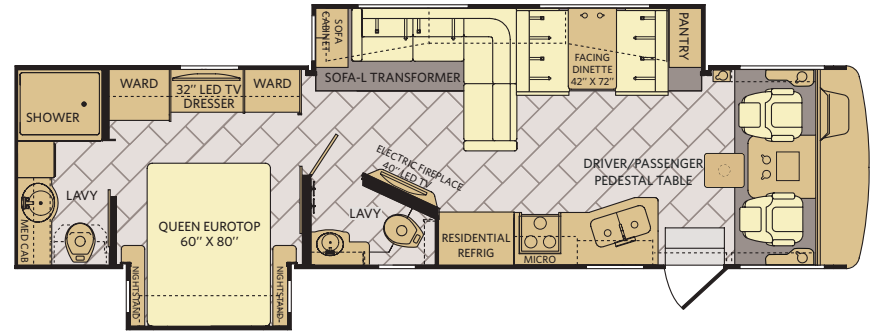 SOFA
CABINET
PANTRY
FACING
DINETTE
42'' X 72''
SOFA-L TRANSFORMER
WARD
32'' LED TV
DRESSER
WARD
SHOWER
ELECTRIC FIREPLACE
40'' LED TV
DRIVER/PASSENGER
PEDESTAL TABLE
LAVY
MED CAB
QUEEN EUROTOP
60'' X 80''
LAVY
RESIDENTIAL
REFRIG
MICRO
NIGHTSTAND
NIGHTSTAND